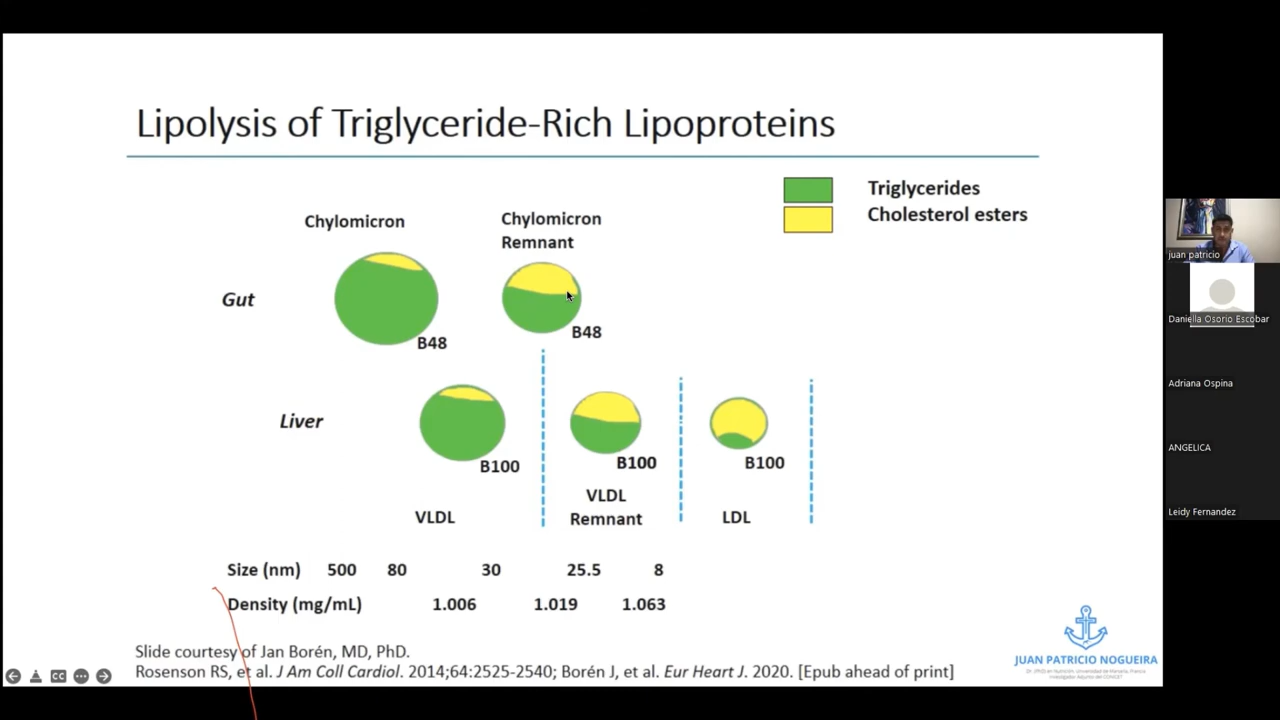 Lipolysis of Triglyceride-Rich Lipoproteins
Triglycerides
Cholesterol esters
Chylomicron
Chylomicron
Remnant
Gut
B48
B48
Liver
B100
B100
B100
VLDL
VLDL
Remnant
LDL
Size (nm) 500 80 30 25.5 8
Density (mg/mL) 1.006 1.019 1.063
Slide courtesy of Jan Borén, MD, PhD.
Rosenson RS, et al. J Am Coll Cardiol. 2014;64:2525-2540; Borén J, et al. Eur Heart J. 2020. [Epub ahead of print]
JUAN PATRICIO NOGUEIRA
CC
juan patricio
Daniella Osorio Escobar
Adriana Ospina
ANGELICA
Leidy Fernandez